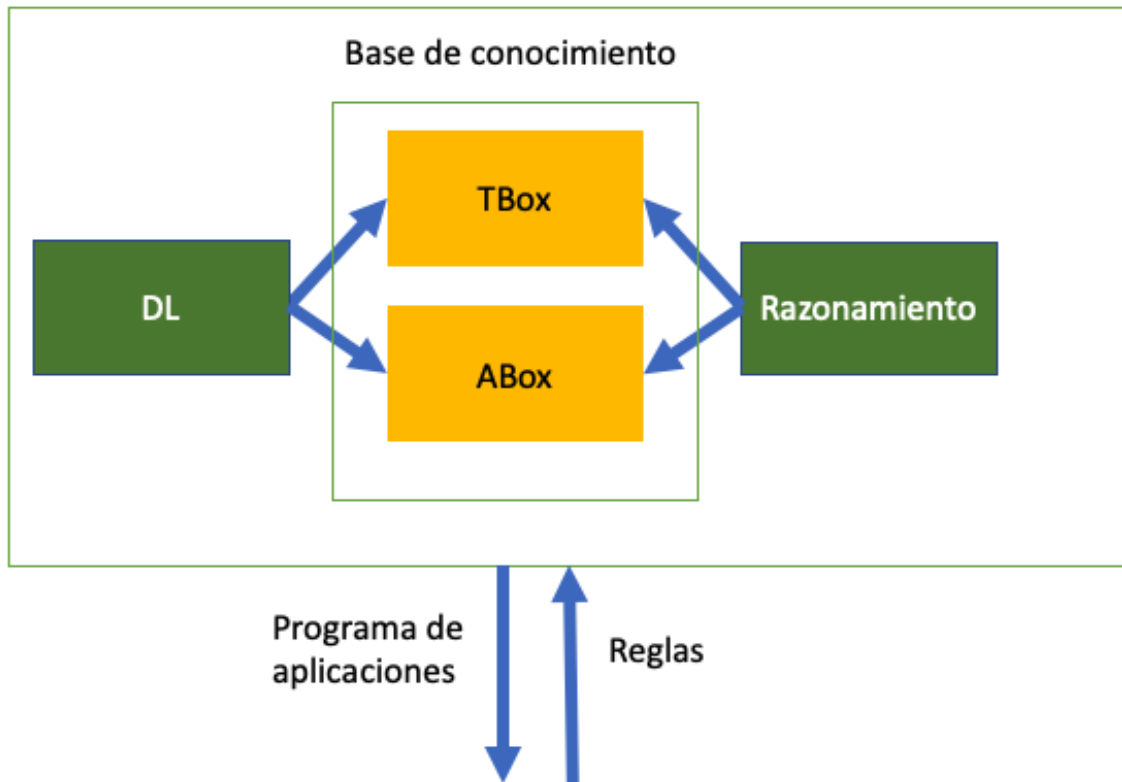 Base de conocimiento
TBox
DL
Razonamiento
ABox
Programa de
aplicaciones
Reglas